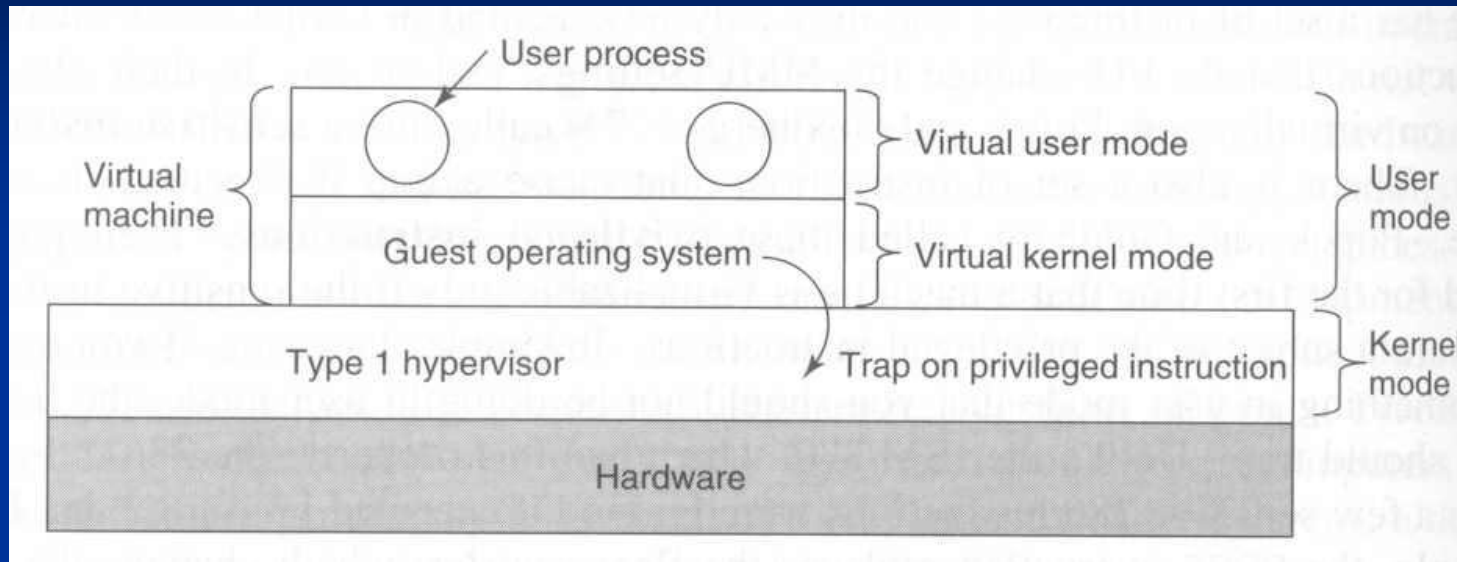 User process
Virtual
machine
Virtual user mode
User
mode
Guest operating system
Virtual kernel mode
Type 1 hypervisor
Trap on privileged instruction
Kernel
mode
Hardware